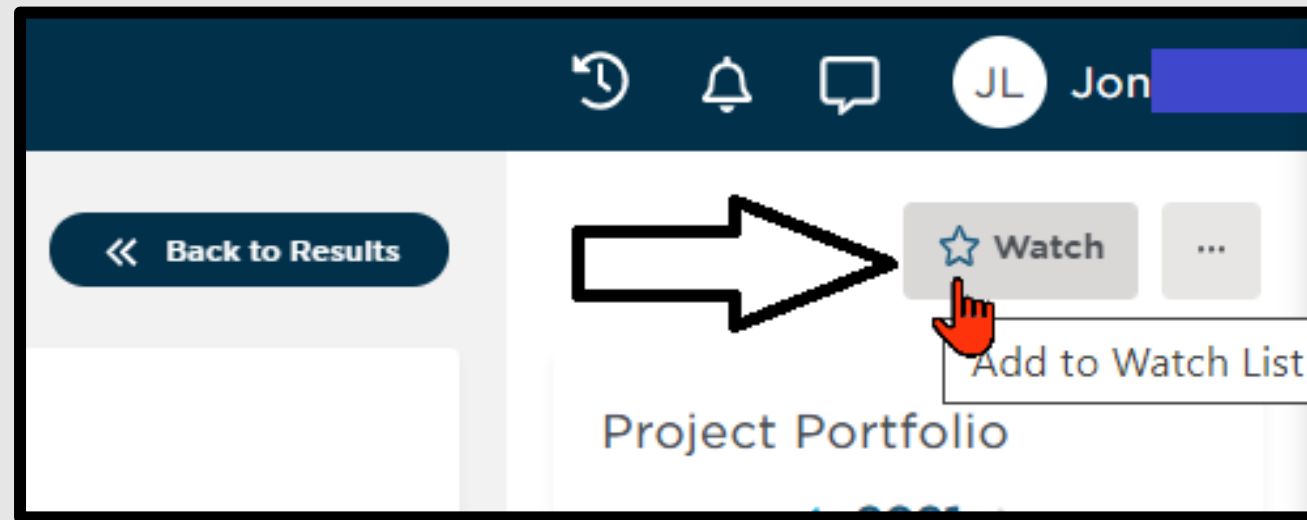 JL Jon
Back to Results
Watch
...
Add to Watch List
Project Portfolio